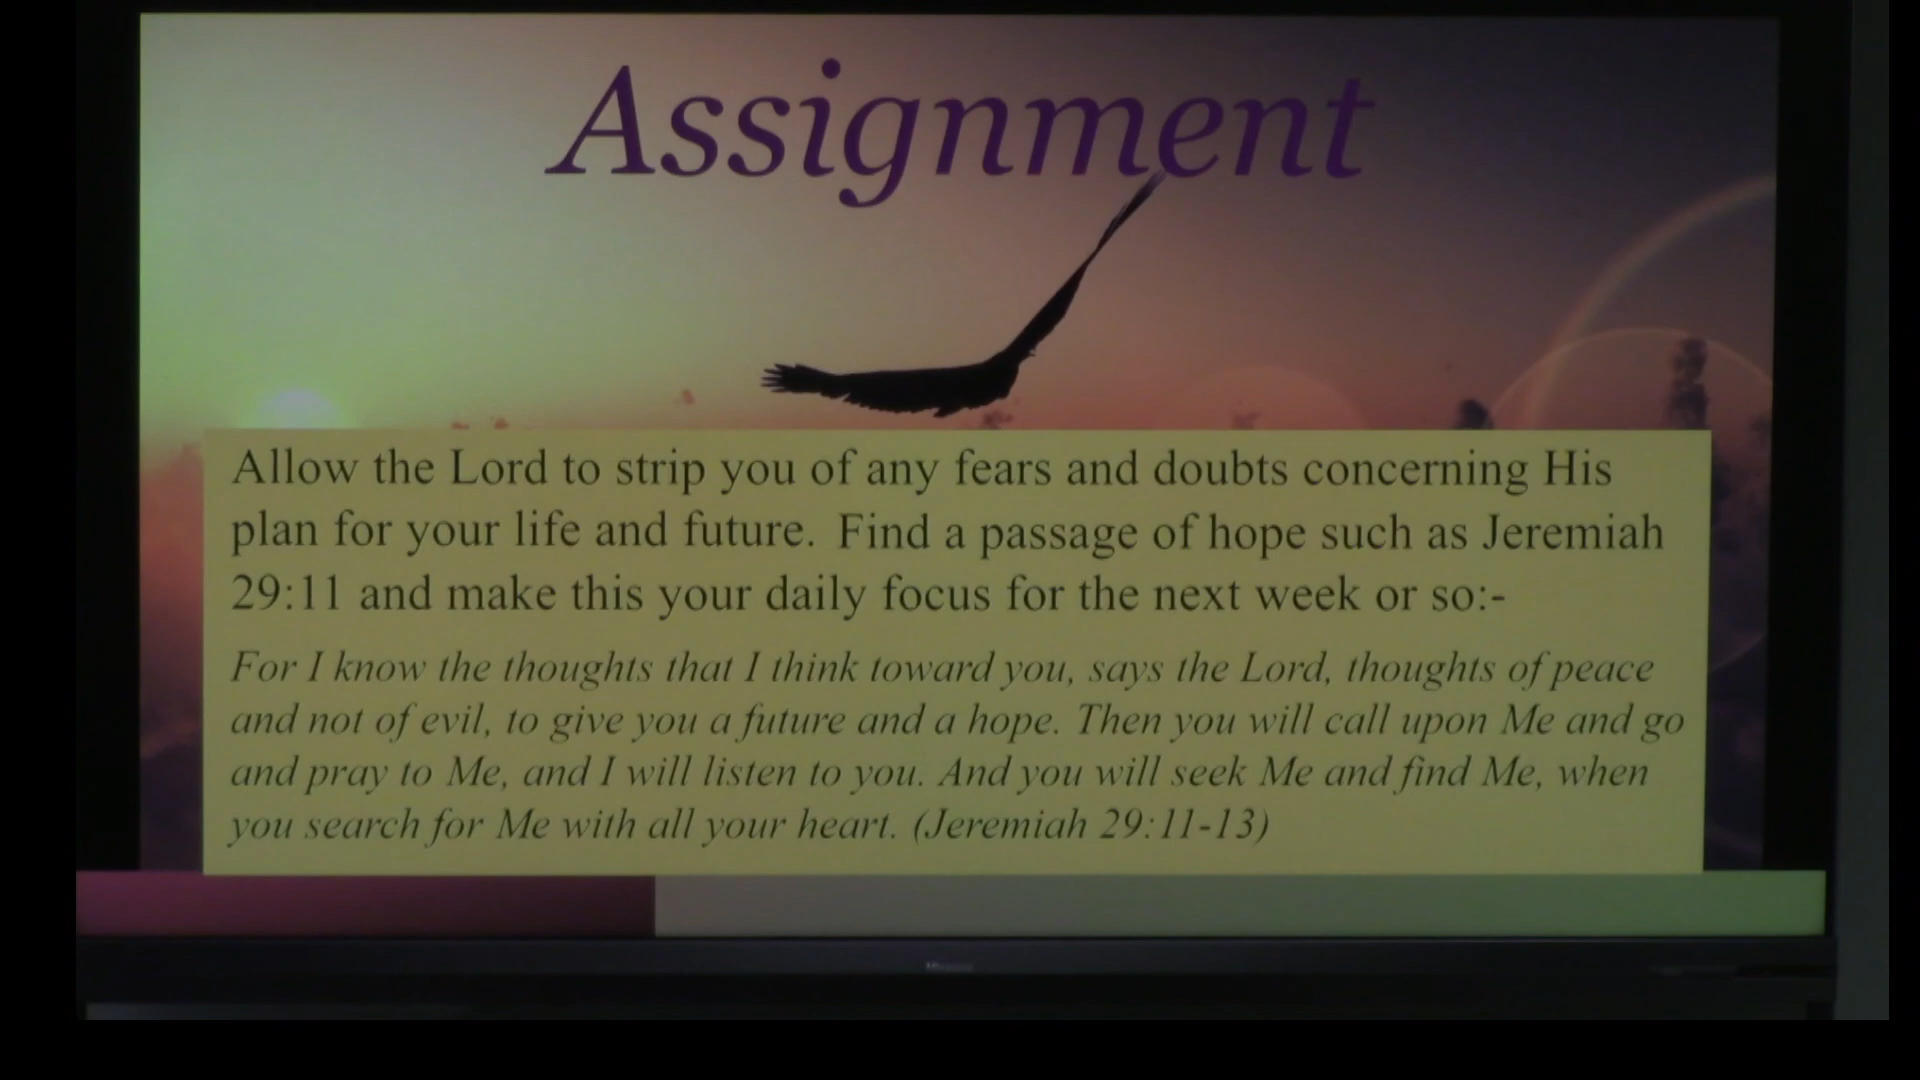 Assignment
Allow the Lord to strip you of any fears and doubts concerning His
plan for your life and future. Find a passage of hope such as Jeremiah
29:11 and make this your daily focus for the next week or so:-
For I know the thoughts that I think toward you, says the Lord, thoughts of peace
and not of evil, to give you a future and a hope. Then you will call upon Me and go
and pray to Me, and I will listen to you. And you will seek Me and find Me, when
you search for Me with all your heart. (Jeremiah 29:11-13)